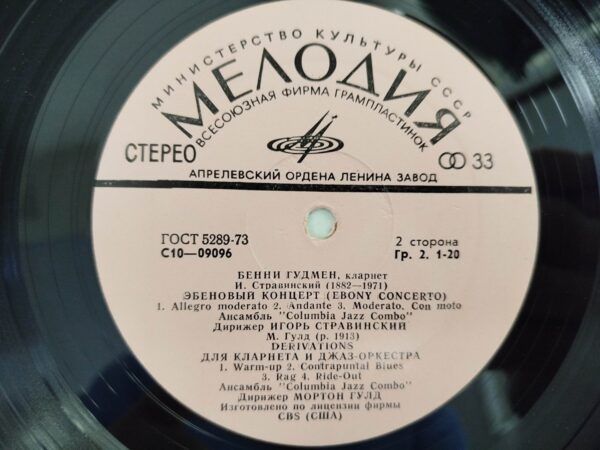 МИНИСТЕРСТВО КУЛЬТУРЫ СССР
МЕЛОДИЯ
ВСЕСОЮЗНАЯ ФИРМА ГРАМПЛАСТИНОК
СТЕРЕО
33
АПРЕЛЕВСКИЙ ОРДЕНА ЛЕНИНА ЗАВОД
ГОСТ 5289-73
С10—09096
2 сторона
Гр. 2. 1-20
БЕННИ ГУДМЕН, кларнет
И. Стравинский (1882—1971)
ЭБЕНОВЫЙ КОНЦЕРТ (EBONY CONCERTO)
1. Allegro moderato 2. Andante 3. Moderato. Con moto
Ансамбль "Columbia Jazz Combo"
Дирижер ИГОРЬ СТРАВИНСКИЙ
М. Гулд (р. 1913)
DERIVATIONS
ДЛЯ КЛАРНЕТА И ДЖАЗ-ОРКЕСТРА
1. Warm-up 2. Contrapuntal Blues
3. Rag 4. Ride-Out
Ансамбль "Columbia Jazz Combo"
Дирижер МОРТОН ГУЛД
Изготовлено по лицензии фирмы
CBS (США)